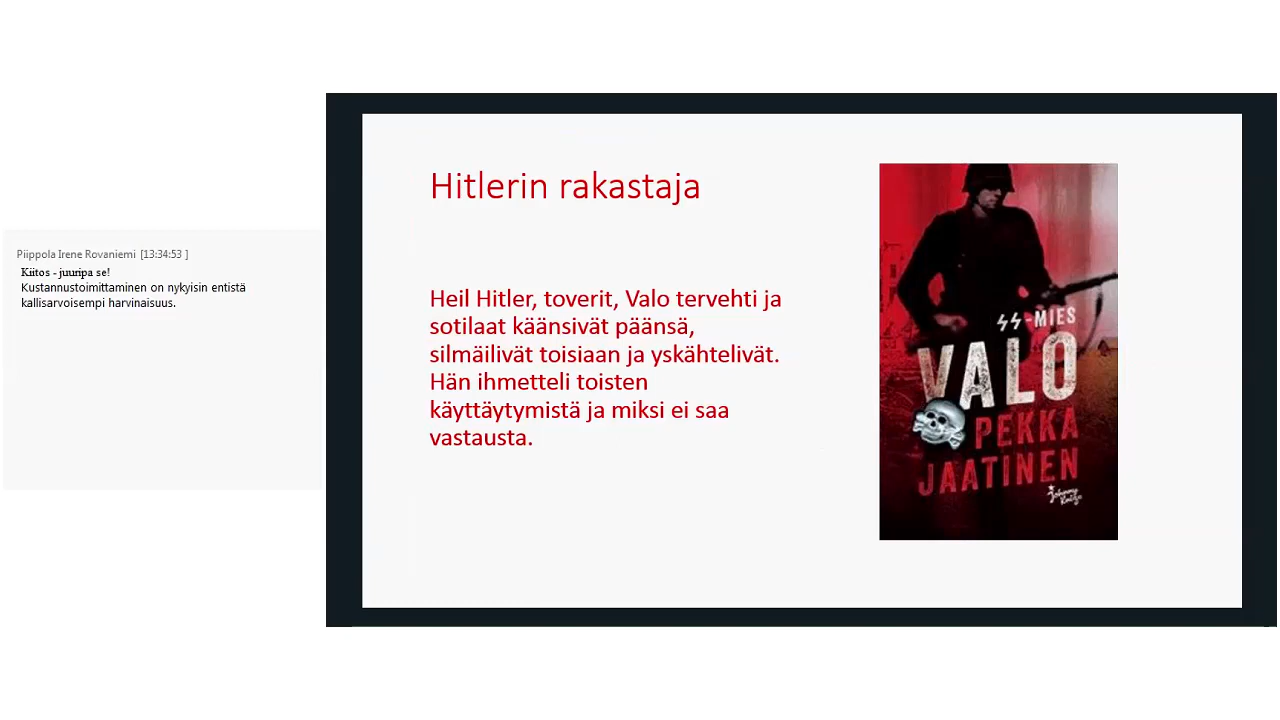 Piippola Irene Rovaniemi [13:34:53 ]
Kiitos - juuripa se!
Kustannustoimittaminen on nykyisin entistä
kallisarvoisempi harvinaisuus.
Hitlerin rakastaja
Heil Hitler, toverit, Valo tervehti ja
sotilaat käänsivät päänsä,
silmäilivät toisiaan ja yskähtelivät.
Hän ihmetteli toisten
käyttäytymistä ja miksi ei saa
vastausta.
SS-MIES
VALO
PEKKA
JAATINEN
Johnny
Kniga